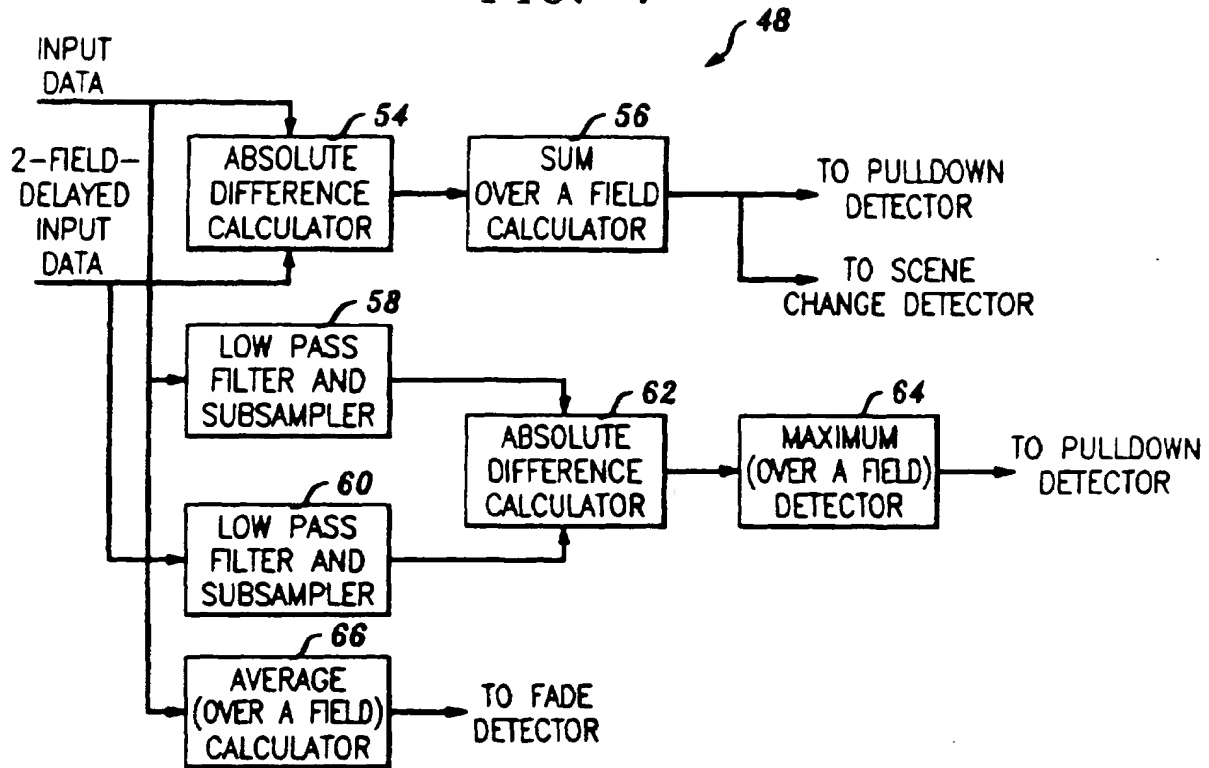 48
INPUT
DATA
2-FIELD-
DELAYED
INPUT
DATA
54
ABSOLUTE
DIFFERENCE
CALCULATOR
56
SUM
OVER A FIELD
CALCULATOR
TO PULLDOWN
DETECTOR
TO SCENE
CHANGE DETECTOR
58
LOW PASS
FILTER AND
SUBSAMPLER
60
LOW PASS
FILTER AND
SUBSAMPLER
62
ABSOLUTE
DIFFERENCE
CALCULATOR
64
MAXIMUM
(OVER A FIELD)
DETECTOR
TO PULLDOWN
DETECTOR
66
AVERAGE
(OVER A FIELD)
CALCULATOR
TO FADE
DETECTOR